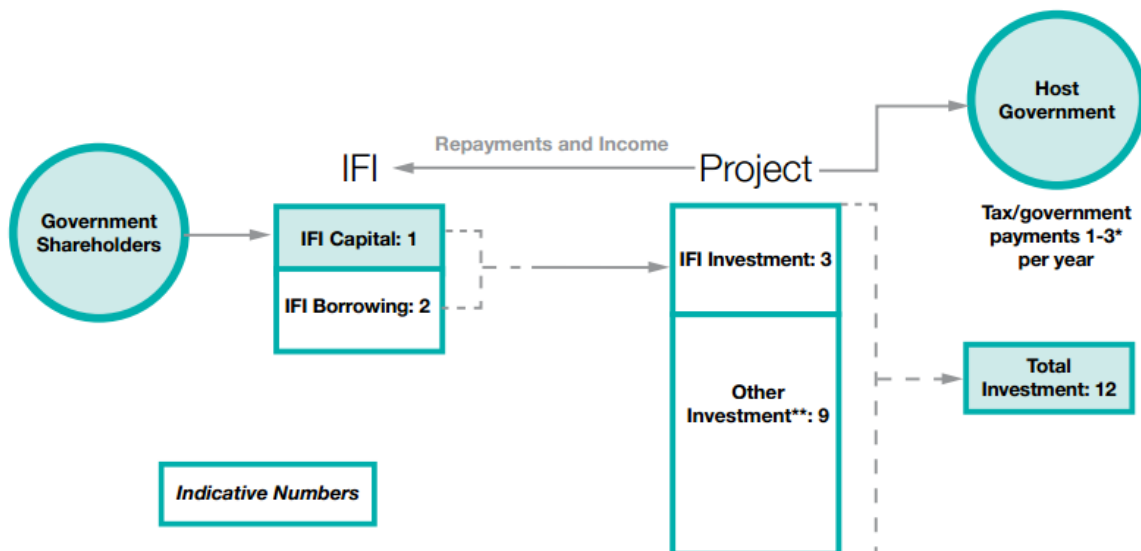 Host
Government
Repayments and Income
IFI
Project
Government
Shareholders
Tax/government
payments 1-3*
per year
IFI Capital: 1
IFI Investment: 3
IFI Borrowing: 2
Total
Investment: 12
Other
Investment**: 9
Indicative Numbers